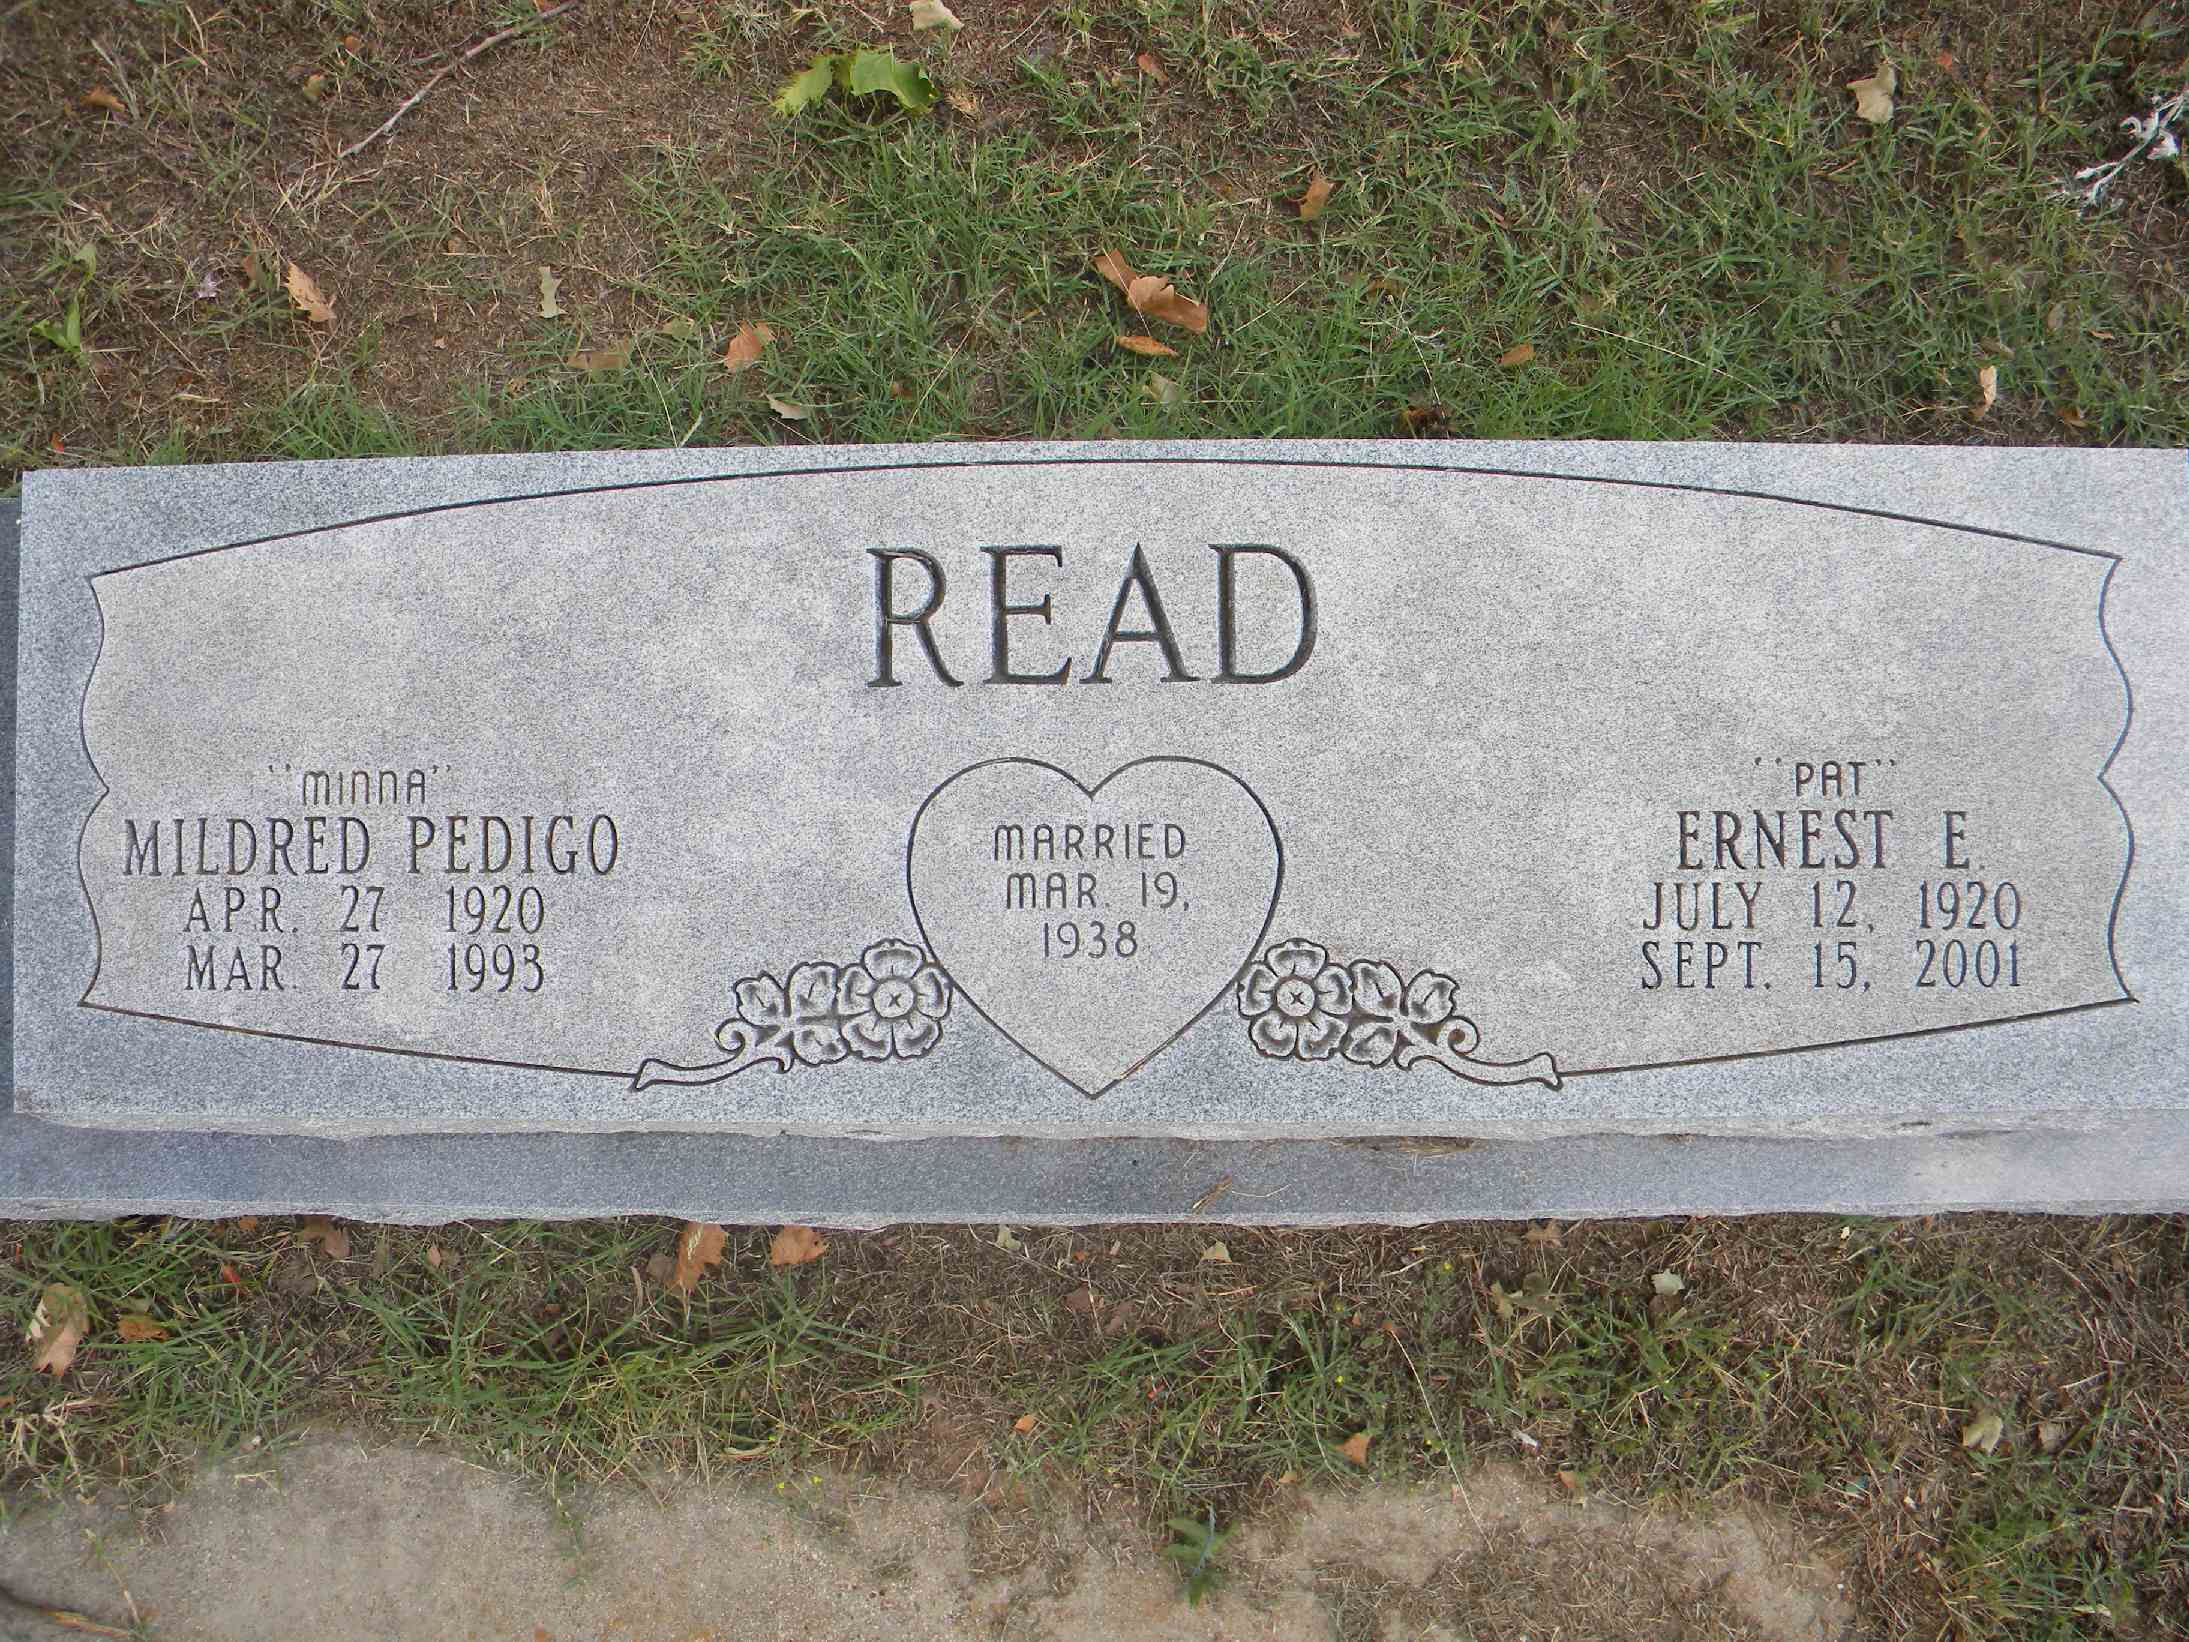 READ
"MINNA"
MILDRED PEDIGO
APR. 27 1920
MAR. 27 1993
MARRIED
MAR. 19,
1938
"PAT"
ERNEST E.
JULY 12, 1920
SEPT. 15, 2001